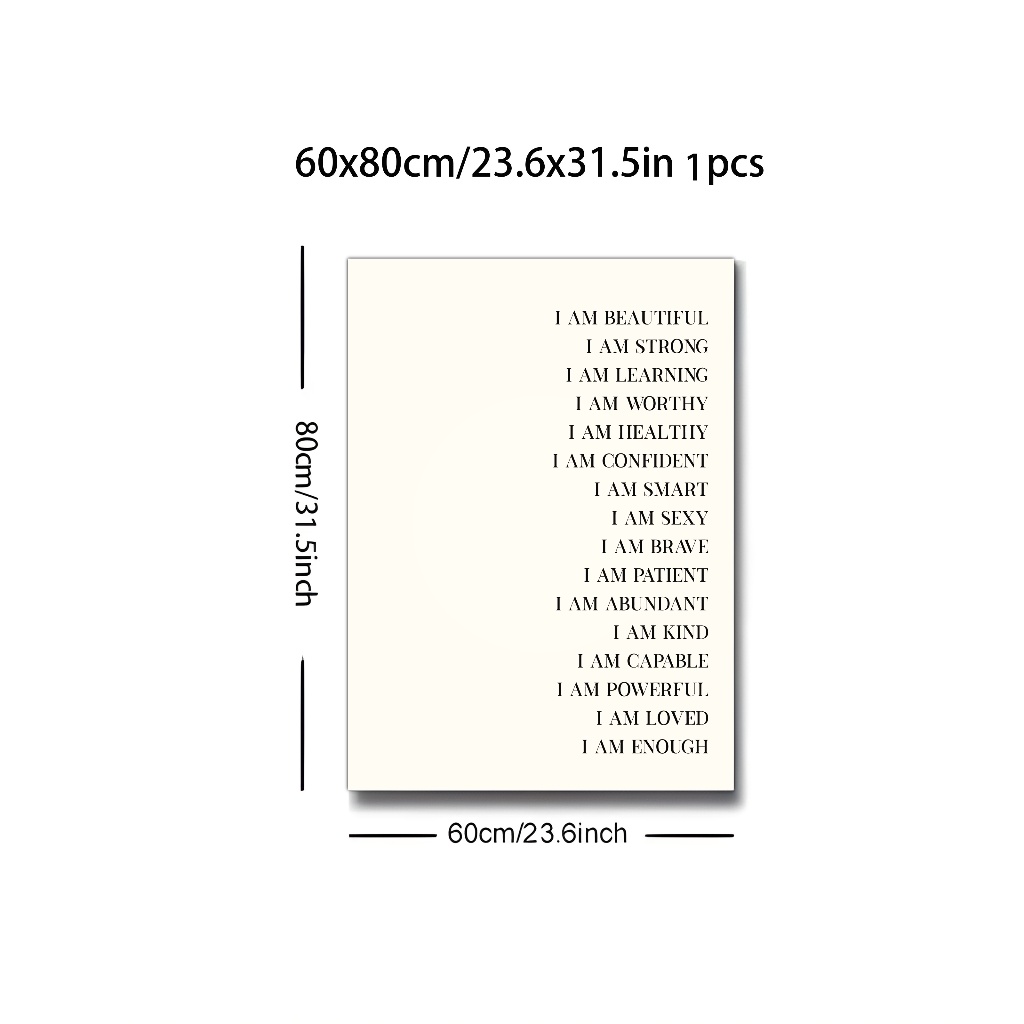 60x80cm/23.6x31.5in 1pcs
I AM BEAUTIFUL
I AM STRONG
I AM LEARNING
I AM WORTHY
I AM HEALTHY
I AM CONFIDENT
I AM SMART
I AM SEXY
I AM BRAVE
I AM PATIENT
I AM ABUNDANT
I AM KIND
I AM CAPABLE
I AM POWERFUL
I AM LOVED
I AM ENOUGH
80cm/31.5inch
60cm/23.6inch